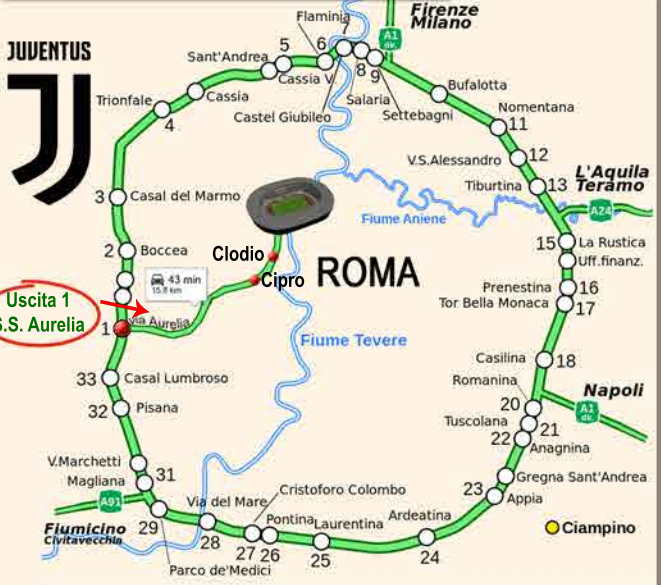 Firenze
Milano
Flaminia
7
A1
dir.
JUVENTUS
Sant'Andrea
5
6
Cassia V.
8
9
Salaria
Settebagni
Bufalotta
Trionfale
Cassia
4
Castel Giubileo
Nomentana
11
V.S.Alessandro
12
Tiburtina
13
L'Aquila
Teramo
A24
3
Casal del Marmo
Fiume Aniene
2
Boccea
Clodio
Cipro
ROMA
15
La Rustica
Uff.finanz.
43 min
15.8 km
Prenestina
16
Tor Bella Monaca
17
Uscita 1
S.S. Aurelia
1
via Aurelia
Fiume Tevere
Casilina
18
33
Casal Lumbroso
Romanina
20
Napoli
A1
dir.
32
Pisana
Tuscolana
21
22
Anagnina
V.Marchetti
31
Magliana
Gregna Sant'Andrea
23
Appia
A91
Via del Mare
Cristoforo Colombo
Pontina
Laurentina
Ardeatina
Ciampino
Fiumicino
Civitavecchia
29
28
27
26
25
24
Parco de'Medici